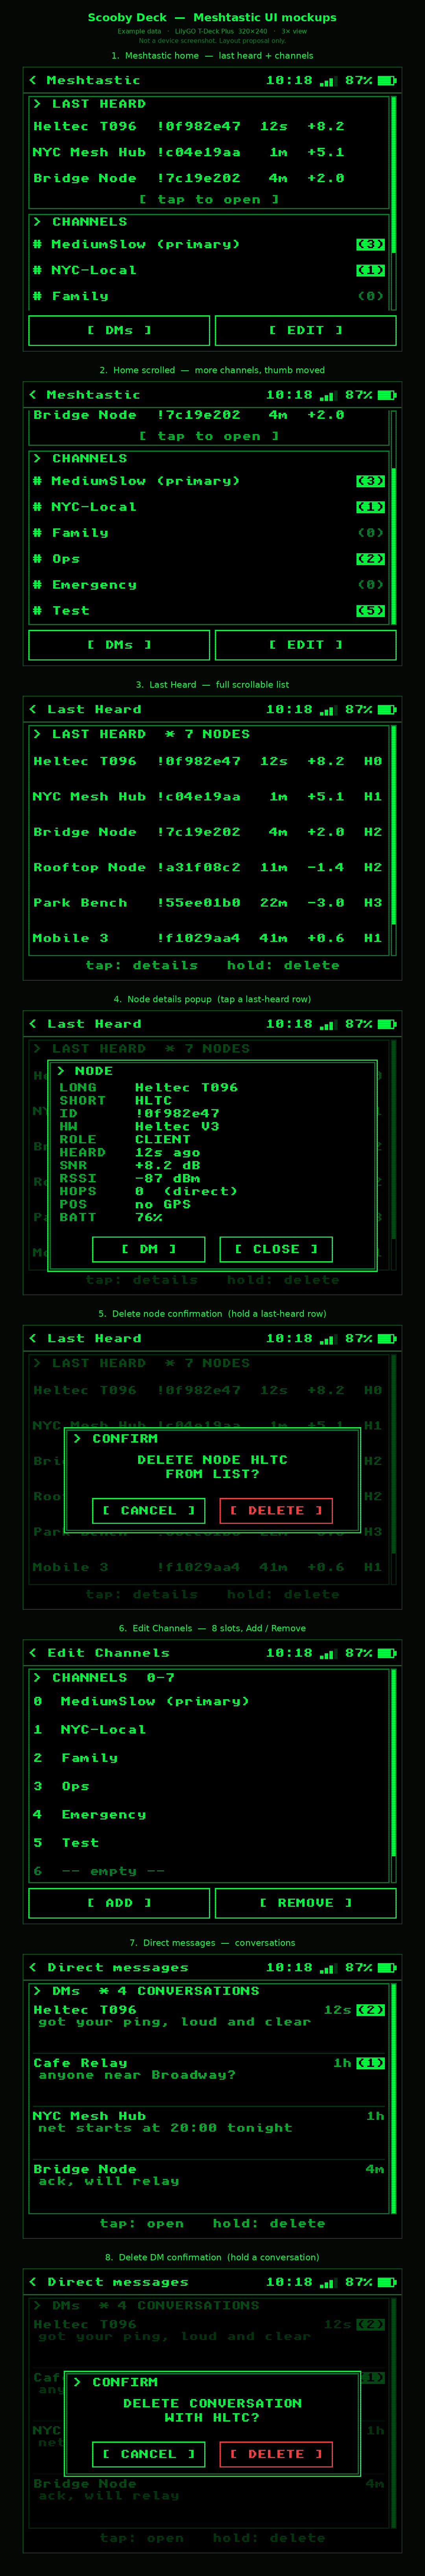 Scooby Deck — Meshtastic UI mockups
Example data · LilyGO T-Deck Plus 320×240 · 3× view
Not a device screenshot. Layout proposal only.
1. Meshtastic home — last heard + channels
< Meshtastic 10:18 87%
> LAST HEARD
Heltec T096 !0f982e47 12s +8.2
NYC Mesh Hub !c04e19aa 1m +5.1
Bridge Node !7c19e202 4m +2.0
[ tap to open ]
> CHANNELS
# MediumSlow (primary) (3)
# NYC-Local (1)
# Family (0)
[ DMs ] [ EDIT ]
2. Home scrolled — more channels, thumb moved
< Meshtastic 10:18 87%
Bridge Node !7c19e202 4m +2.0
[ tap to open ]
> CHANNELS
# MediumSlow (primary) (3)
# NYC-Local (1)
# Family (0)
# Ops (2)
# Emergency (0)
# Test (5)
[ DMs ] [ EDIT ]
3. Last Heard — full scrollable list
< Last Heard 10:18 87%
> LAST HEARD * 7 NODES
Heltec T096 !0f982e47 12s +8.2 H0
NYC Mesh Hub !c04e19aa 1m +5.1 H1
Bridge Node !7c19e202 4m +2.0 H2
Rooftop Node !a31f08c2 11m -1.4 H2
Park Bench !55ee01b0 22m -3.0 H3
Mobile 3 !f1029aa4 41m +0.6 H1
tap: details hold: delete
4. Node details popup (tap a last-heard row)
< Last Heard 10:18 87%
> LAST HEARD * 7 NODES
> NODE
LONG Heltec T096
SHORT HLTC
ID !0f982e47
HW Heltec V3
ROLE CLIENT
HEARD 12s ago
SNR +8.2 dB
RSSI -87 dBm
HOPS 0 (direct)
POS no GPS
BATT 76%
[ DM ] [ CLOSE ]
tap: details hold: delete
5. Delete node confirmation (hold a last-heard row)
< Last Heard 10:18 87%
> LAST HEARD * 7 NODES
Heltec T096 !0f982e47 12s +8.2 H0
NYC Mesh Hub !c04e19aa 1m +5.1 H1
> CONFIRM
DELETE NODE HLTC
FROM LIST?
H2
[ CANCEL ] [ DELETE ]
H2
H3
Mobile 3 !f1029aa4 41m +0.6 H1
tap: details hold: delete
6. Edit Channels — 8 slots, Add / Remove
< Edit Channels 10:18 87%
> CHANNELS 0-7
0 MediumSlow (primary)
1 NYC-Local
2 Family
3 Ops
4 Emergency
5 Test
6 -- empty --
[ ADD ] [ REMOVE ]
7. Direct messages — conversations
< Direct messages 10:18 87%
> DMs * 4 CONVERSATIONS
Heltec T096 12s (2)
got your ping, loud and clear
Cafe Relay 1h (1)
anyone near Broadway?
NYC Mesh Hub 1h
net starts at 20:00 tonight
Bridge Node 4m
ack, will relay
tap: open hold: delete
8. Delete DM confirmation (hold a conversation)
< Direct messages 10:18 87%
> DMs * 4 CONVERSATIONS
Heltec T096 12s (2)
got your ping, loud and clear
> CONFIRM
DELETE CONVERSATION
WITH HLTC?
NYC 1h
net
[ CANCEL ] [ DELETE ]
Bridge Node 4m
ack, will relay
tap: open hold: delete